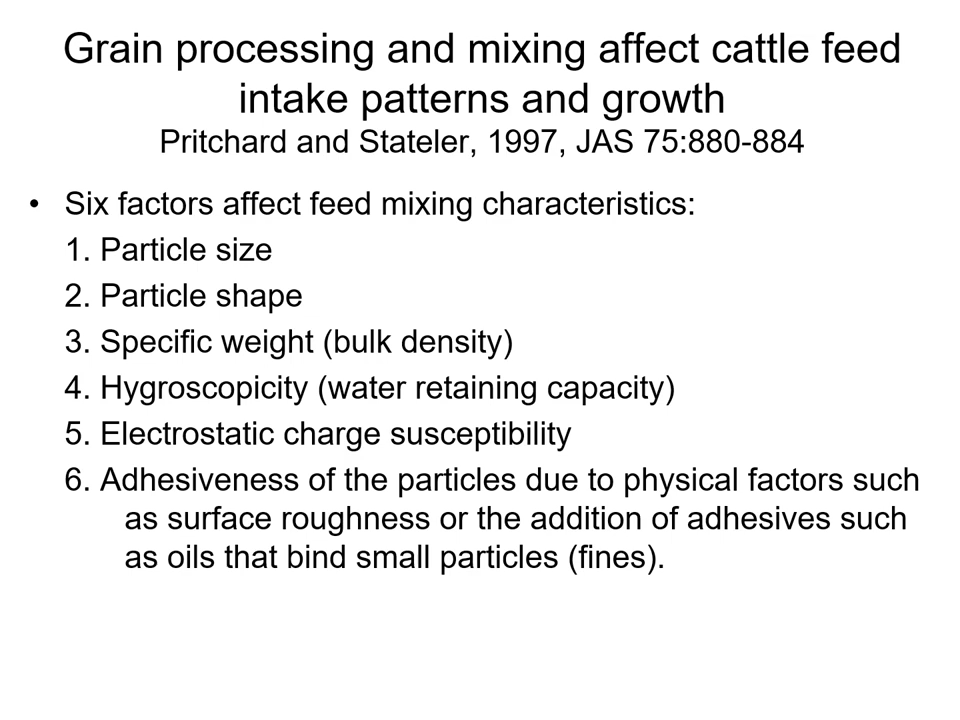 Grain processing and mixing affect cattle feed
intake patterns and growth
Pritchard and Stateler, 1997, JAS 75:880-884
• Six factors affect feed mixing characteristics:
1. Particle size
2. Particle shape
3. Specific weight (bulk density)
4. Hygroscopicity (water retaining capacity)
5. Electrostatic charge susceptibility
6. Adhesiveness of the particles due to physical factors such
as surface roughness or the addition of adhesives such
as oils that bind small particles (fines).